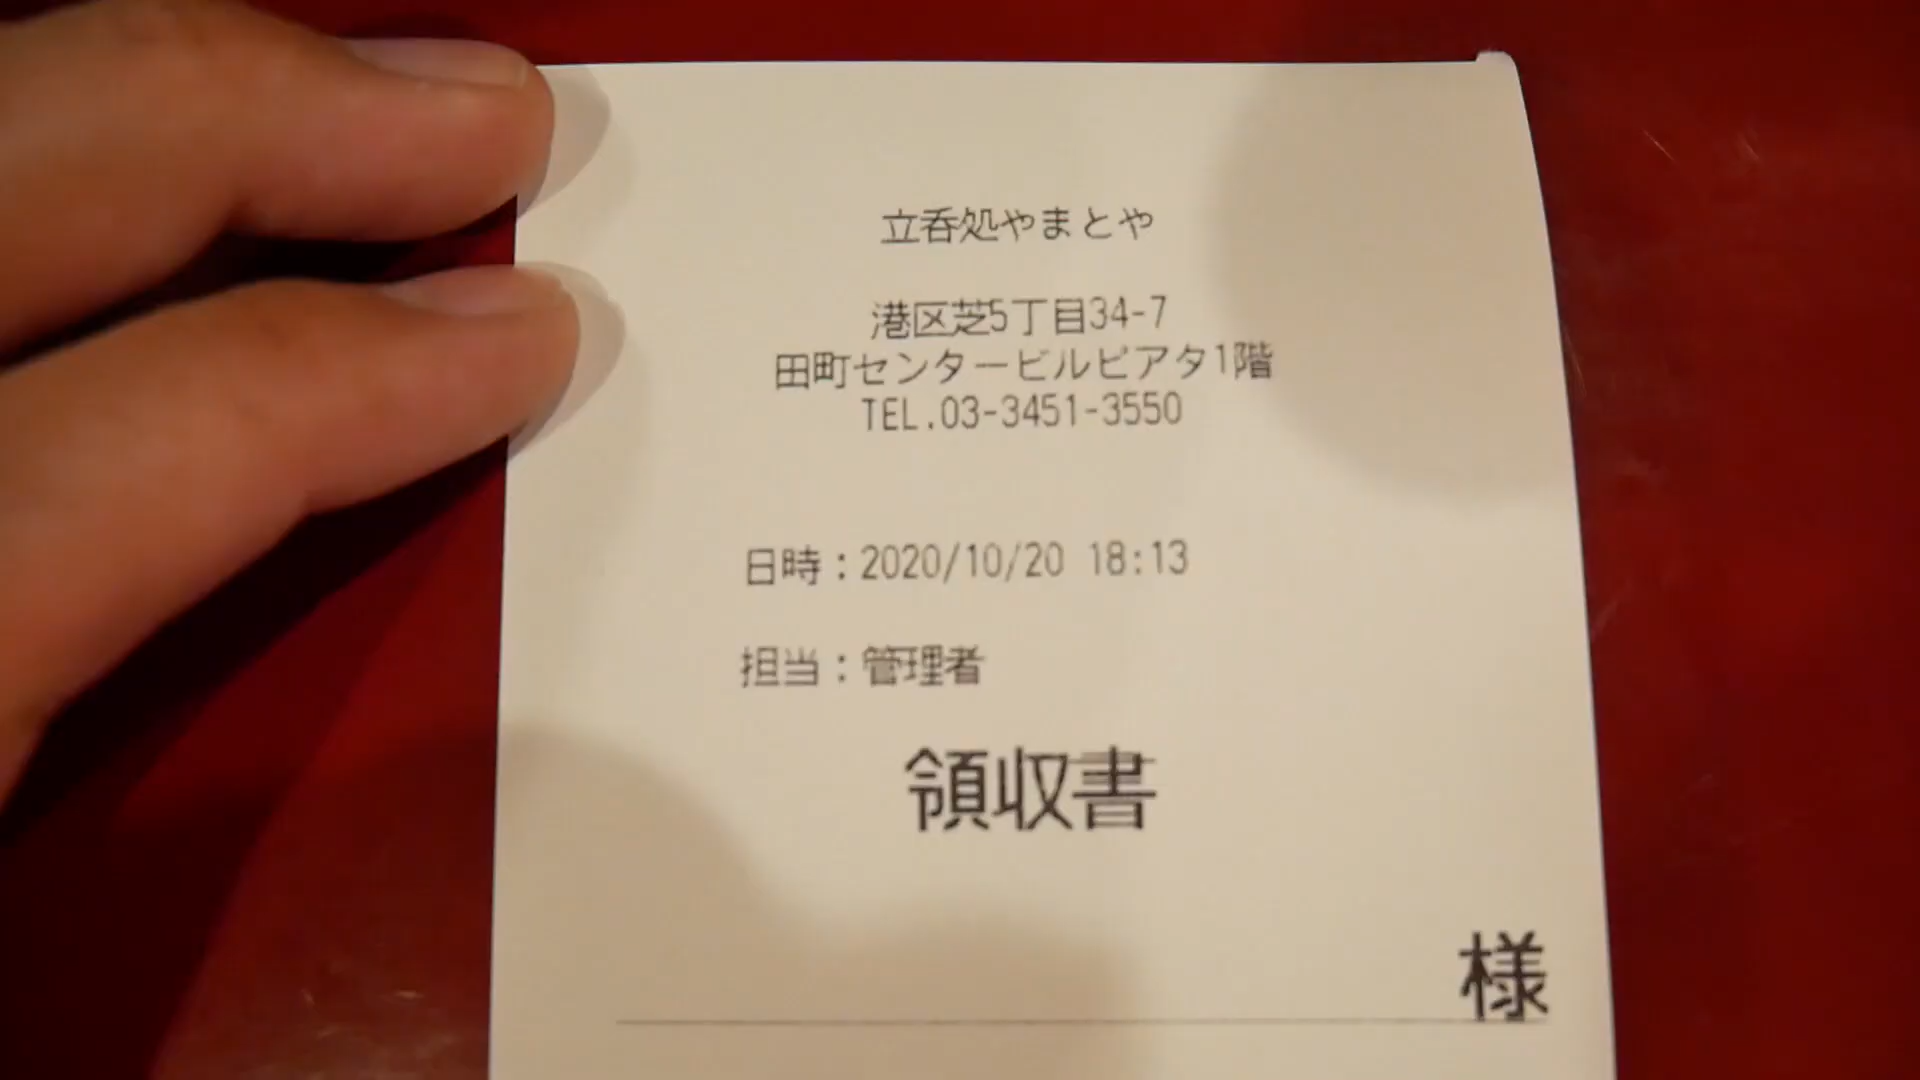 立呑処やまとや
港区芝5丁目34-7
田町センタービルピアタ1階
TEL.03-3451-3550
日時：2020/10/20 18:13
担当：管理者
領収書
様